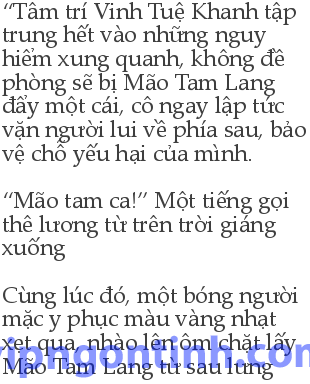 “Tâm trí Vinh Tuệ Khanh tập
trung hết vào những nguy
hiểm xung quanh, không đề
phòng sẽ bị Mão Tam Lang
đẩy một cái, cô ngay lập tức
vặn người lui về phía sau, bảo
vệ chỗ yếu hại của mình.
“Mão tam ca!” Một tiếng gọi
thê lương từ trên trời giáng
xuống
Cùng lúc đó, một bóng người
mặc y phục màu vàng nhạt
xẹt qua, nhào lên ôm chặt lấy
Mão Tam Lang từ sau lưng
vipngontinh.com